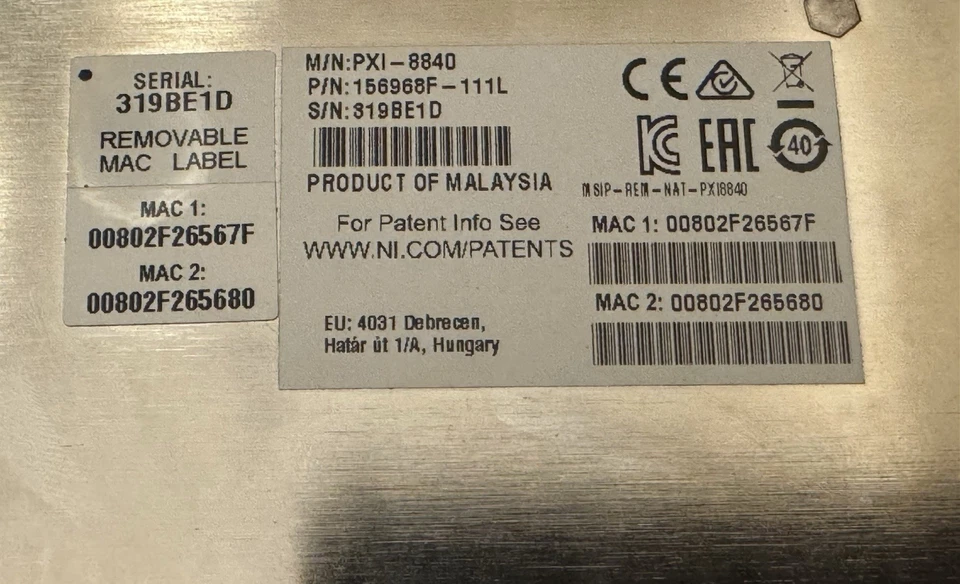 SERIAL:
319BE1D
REMOVABLE
MAC LABEL
MAC 1:
00802F26567F
MAC 2:
00802F265680
M/N:PXI-8840
P/N:156968F-111L
S/N:319BE1D
PRODUCT OF MALAYSIA
For Patent Info See
WWW.NI.COM/PATENTS
EU: 4031 Debrecen,
Határ út 1/A, Hungary
CE
EAC
40
MSIP-REM-NAT-PXI8840
MAC 1: 00802F26567F
MAC 2: 00802F265680